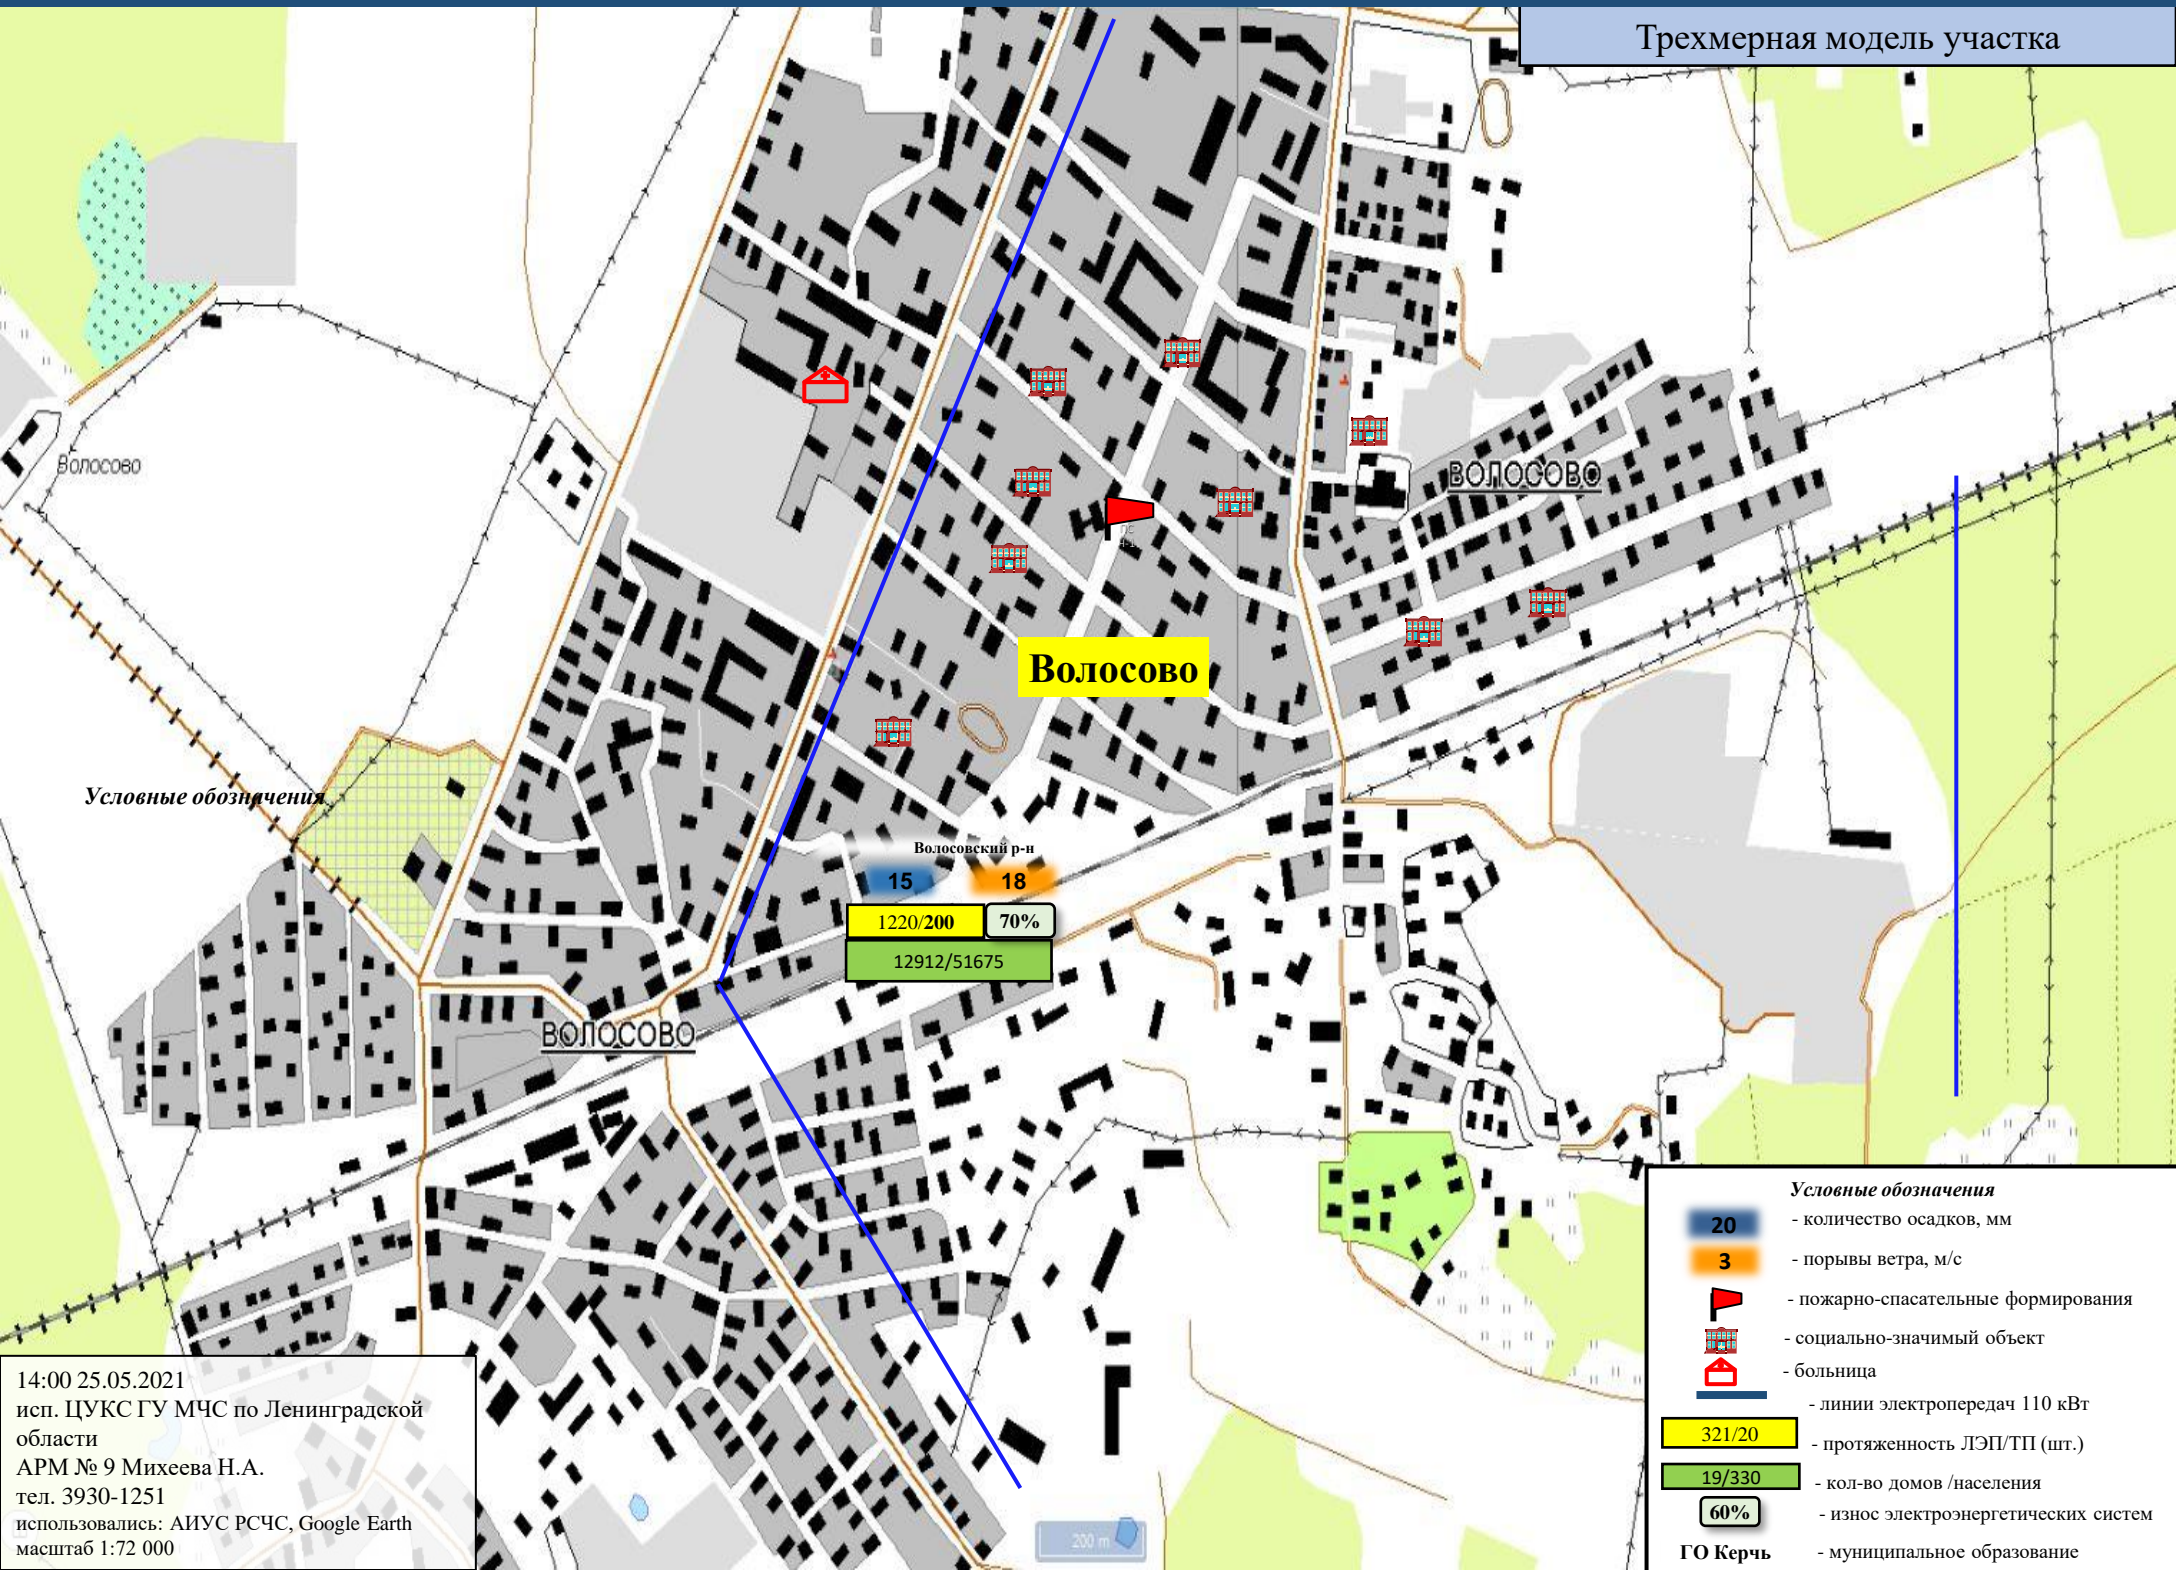 Трехмерная модель участка
Волосово
ВОЛОСОВО
Волосово
Условные обозначения
Волосовский р-н
15
18
1220/200
70%
12912/51675
ВОЛОСОВО
14:00 25.05.2021
исп. ЦУКС ГУ МЧС по Ленинградской
области
АРМ № 9 Михеева Н.А.
тел. 3930-1251
использовались: АИУС РСЧС, Google Earth
масштаб 1:72 000
200 m
Условные обозначения
20 - количество осадков, мм
3 - порывы ветра, м/с
- пожарно-спасательные формирования
- социально-значимый объект
- больница
- линии электропередач 110 кВт
321/20 - протяженность ЛЭП/ТП (шт.)
19/330 - кол-во домов /населения
60% - износ электроэнергетических систем
ГО Керчь - муниципальное образование